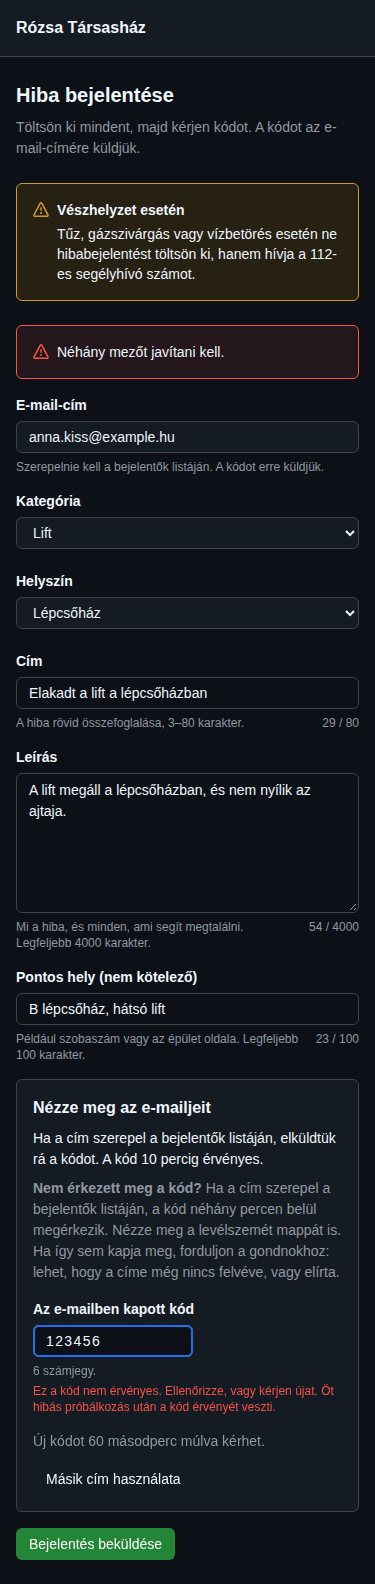 Rózsa Társasház
Hiba bejelentése
Töltsön ki mindent, majd kérjen kódot. A kódot az e-
mail-címére küldjük.
Vészhelyzet esetén
Tűz, gázszivárgás vagy vízbetörés esetén ne
hibabejelentést töltsön ki, hanem hívja a 112-
es segélyhívó számot.
Néhány mezőt javítani kell.
E-mail-cím
anna.kiss@example.hu
Szerepelnie kell a bejelentők listáján. A kódot erre küldjük.
Kategória
Lift
Helyszín
Lépcsőház
Cím
Elakadt a lift a lépcsőházban
A hiba rövid összefoglalása, 3–80 karakter. 29 / 80
Leírás
A lift megáll a lépcsőházban, és nem nyílik az
ajtaja.
Mi a hiba, és minden, ami segít megtalálni. 54 / 4000
Legfeljebb 4000 karakter.
Pontos hely (nem kötelező)
B lépcsőház, hátsó lift
Például szobaszám vagy az épület oldala. Legfeljebb 23 / 100
100 karakter.
Nézze meg az e-mailjeit
Ha a cím szerepel a bejelentők listáján, elküldtük
rá a kódot. A kód 10 percig érvényes.
Nem érkezett meg a kód? Ha a cím szerepel a
bejelentők listáján, a kód néhány percen belül
megérkezik. Nézze meg a levélszemét mappát is.
Ha így sem kapja meg, forduljon a gondnokhoz:
lehet, hogy a címe még nincs felvéve, vagy elírta.
Az e-mailben kapott kód
123456
6 számjegy.
Ez a kód nem érvényes. Ellenőrizze, vagy kérjen újat. Öt
hibás próbálkozás után a kód érvényét veszti.
Új kódot 60 másodperc múlva kérhet.
Másik cím használata
Bejelentés beküldése